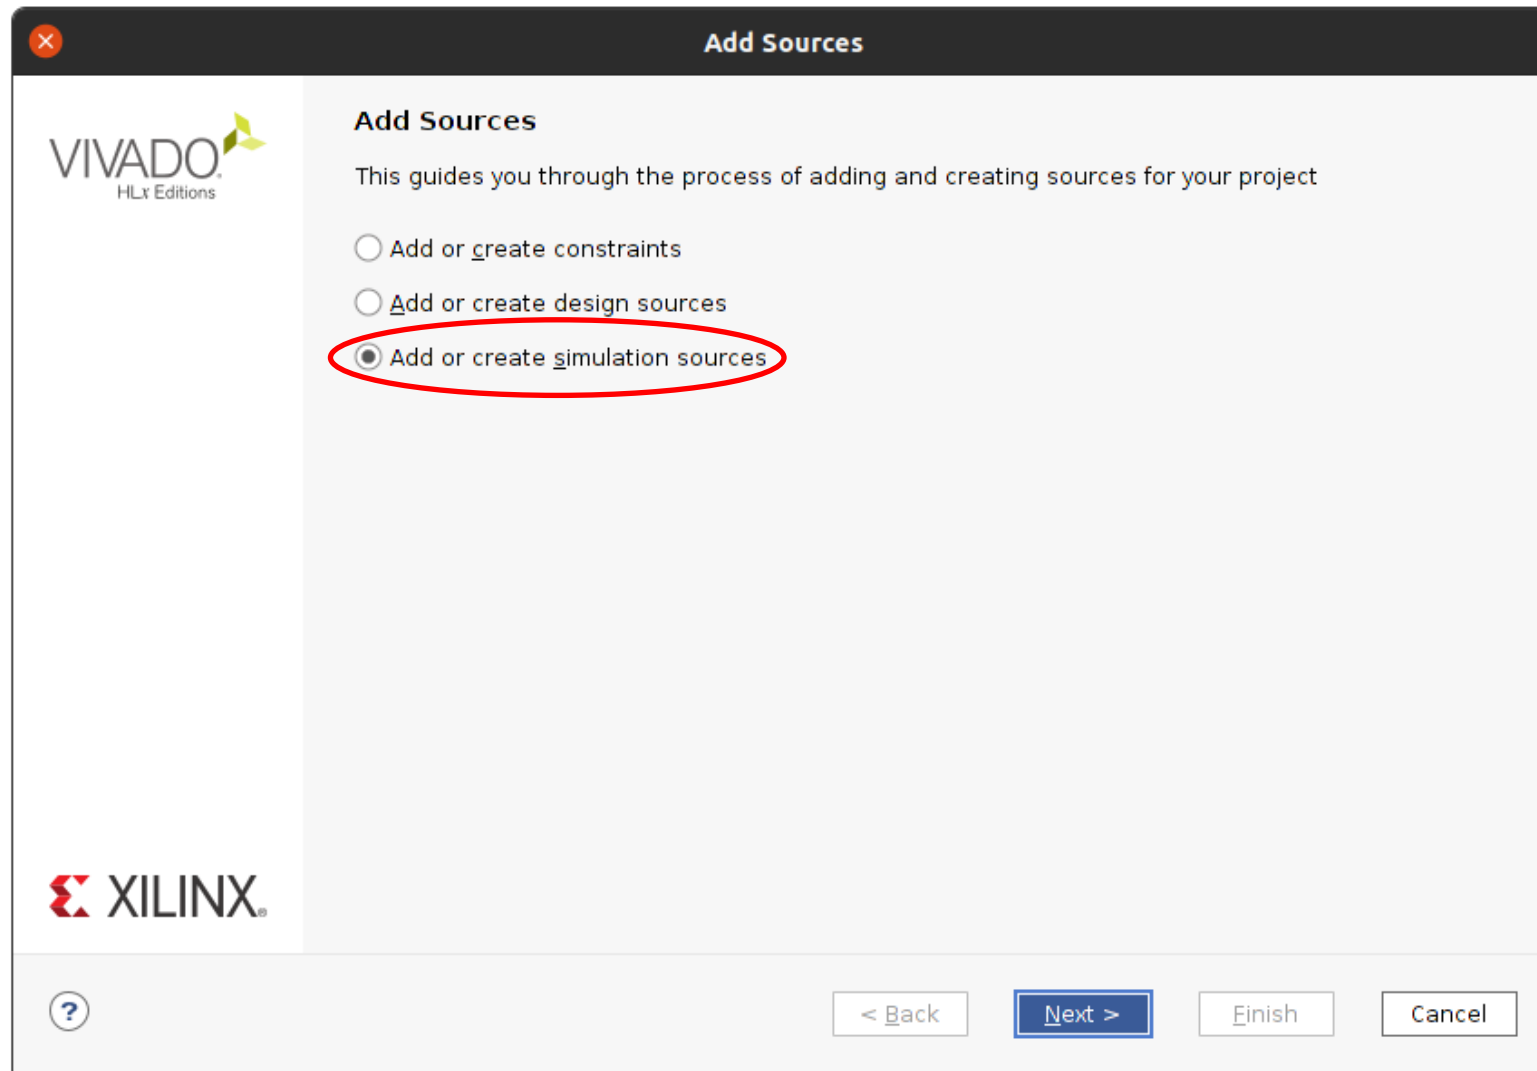 Add Sources
VIVADO.
HLx Editions
Add Sources
This guides you through the process of adding and creating sources for your project
Add or create constraints
Add or create design sources
Add or create simulation sources
XILINX®
?
< Back
Next >
Finish
Cancel